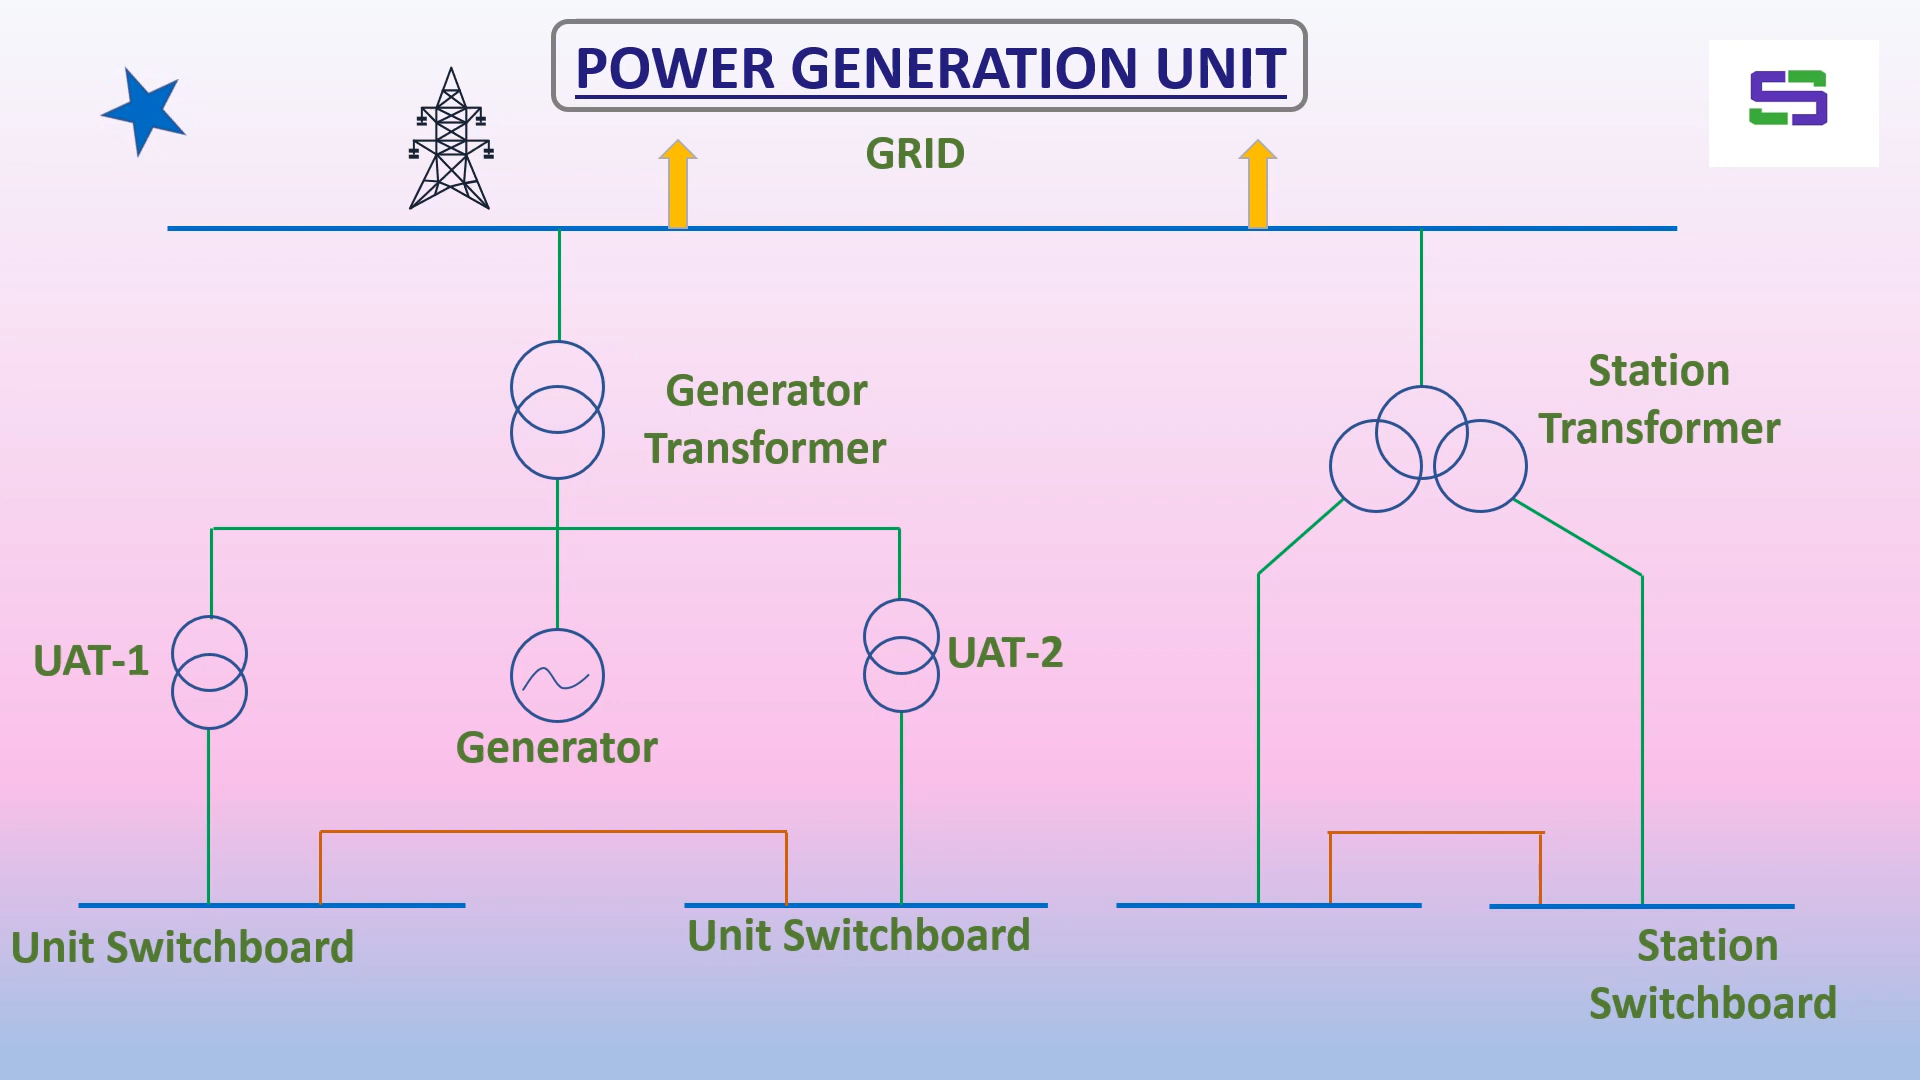 POWER GENERATION UNIT
GRID
Generator
Transformer
Station
Transformer
UAT-1
UAT-2
Generator
Unit Switchboard
Unit Switchboard
Station
Switchboard